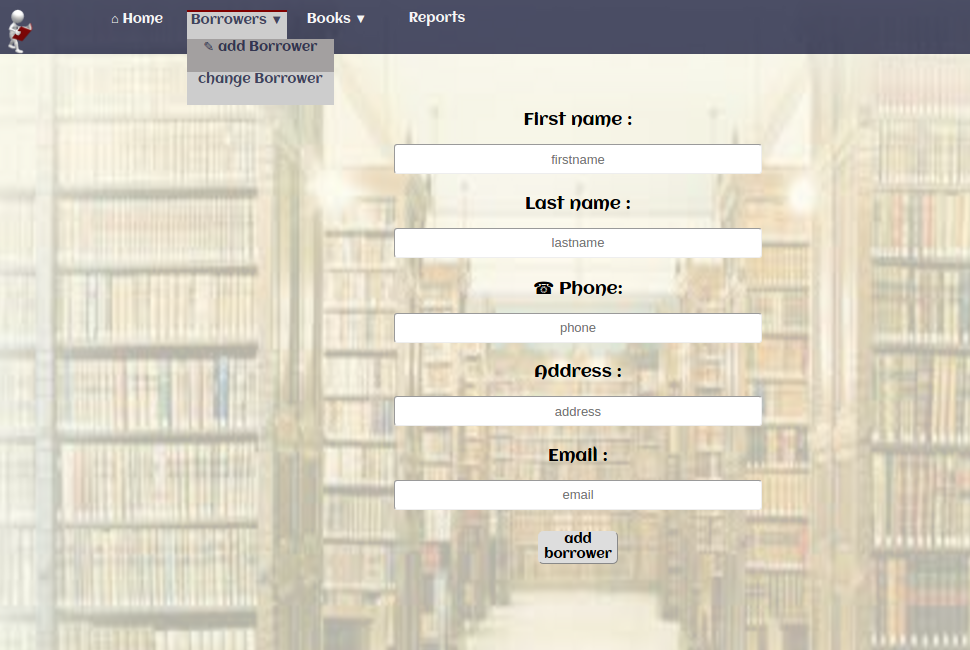 ⌂ Home
Borrowers ▼
Books ▼
Reports
✎ add Borrower
change Borrower
First name :
firstname
Last name :
lastname
☎ Phone:
phone
Address :
address
Email :
email
add
borrower